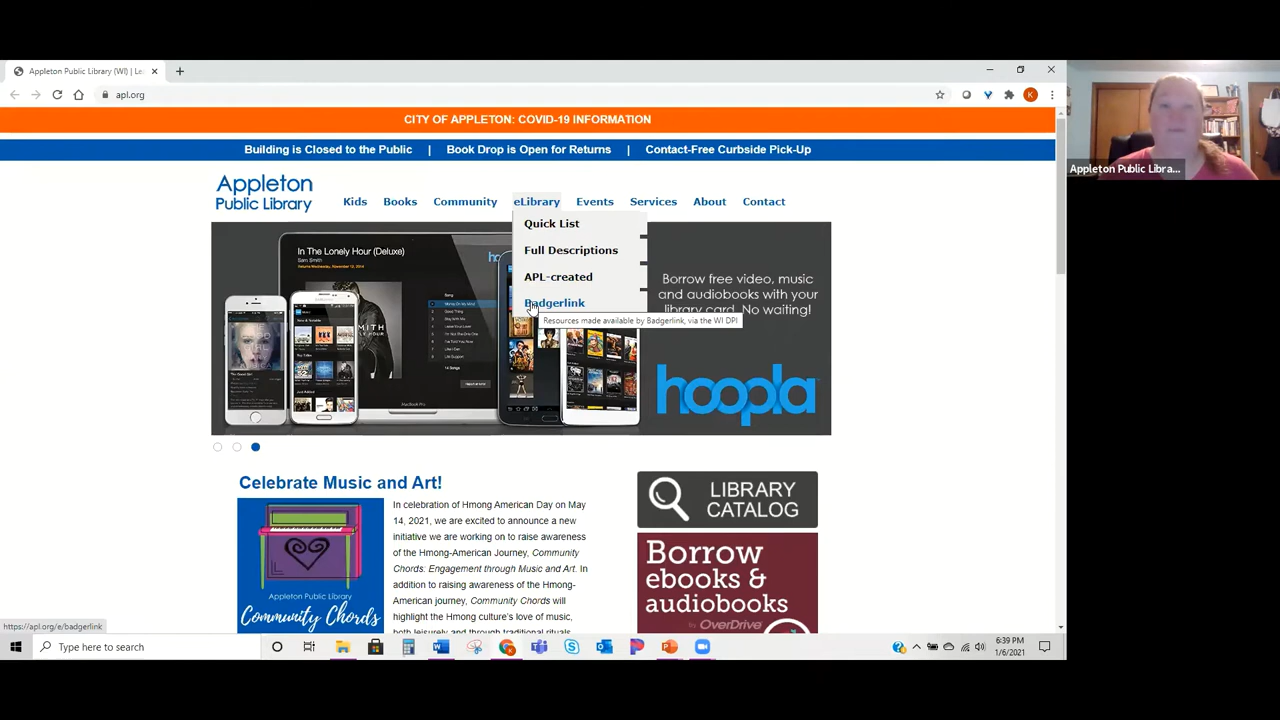 Appleton Public Library (WI) | Le
apl.org
K
CITY OF APPLETON: COVID-19 INFORMATION
Building is Closed to the Public | Book Drop is Open for Returns | Contact-Free Curbside Pick-Up
Appleton
Public Library
Kids Books Community eLibrary Events Services About Contact
Quick List
Full Descriptions
APL-created
Badgerlink
Resources made available by Badgerlink, via the WI DPI
In The Lonely Hour (Deluxe)
Sam Smith
Borrow free video, music
and audiobooks with your
library card. No waiting!
hoopla
Celebrate Music and Art!
In celebration of Hmong American Day on May
14, 2021, we are excited to announce a new
initiative we are working on to raise awareness
of the Hmong-American Journey, Community
Chords: Engagement through Music and Art. In
addition to raising awareness of the Hmong-
American journey, Community Chords will
highlight the Hmong culture's love of music,
both leisurely and through traditional rituals
Appleton Public Library
Community Chords
LIBRARY
CATALOG
Borrow
ebooks &
audiobooks
OverDrive
https://apl.org/e/badgerlink
Type here to search
6:39 PM
1/6/2021
Appleton Public Libra...